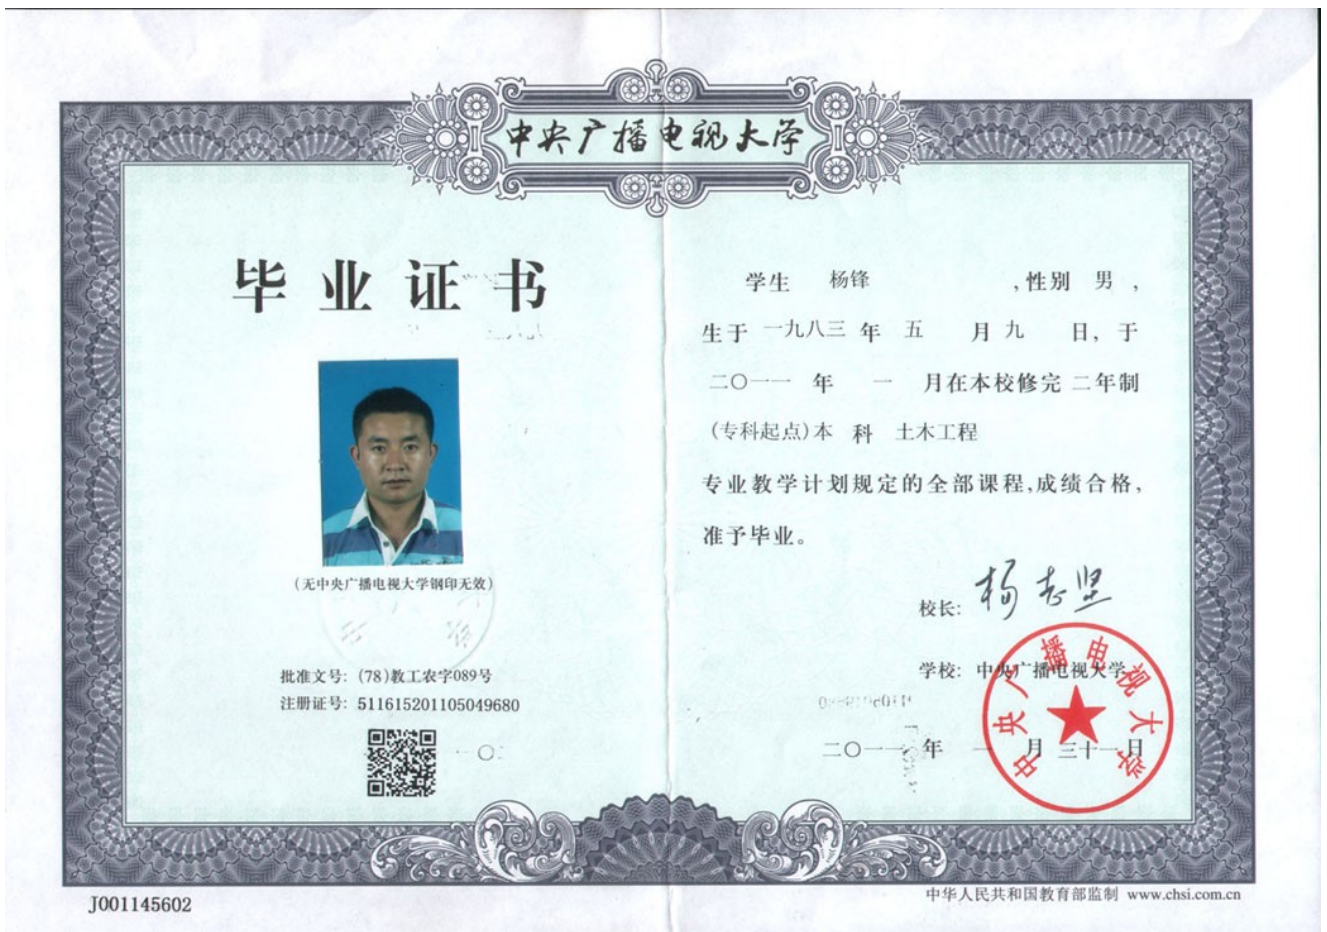 中央广播电视大学
毕业证书
(无中央广播电视大学钢印无效)
批准文号: (78)教工农字089号
注册证号: 511615201105049680
学生 杨锋 ,性别 男 ,
生于 一九八三 年 五 月 九 日, 于
二〇一一 年 一 月在本校修完 二年制
(专科起点)本 科 土木工程
专业教学计划规定的全部课程,成绩合格,
准予毕业。
校长: 杨志坚
学校: 中央广播电视大学
二〇一一 年 一 月 三十一 日
中央广播电视大学
J001145602
中华人民共和国教育部监制 www.chsi.com.cn